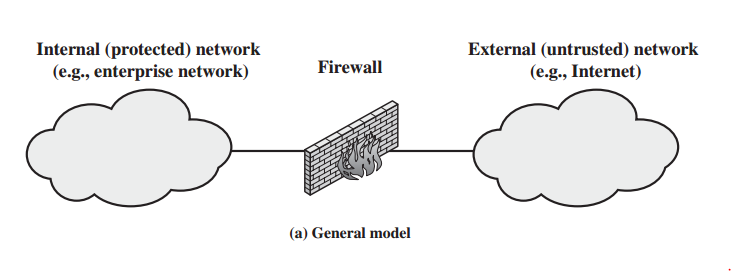 Internal (protected) network
(e.g., enterprise network)
Firewall
External (untrusted) network
(e.g., Internet)
(a) General model